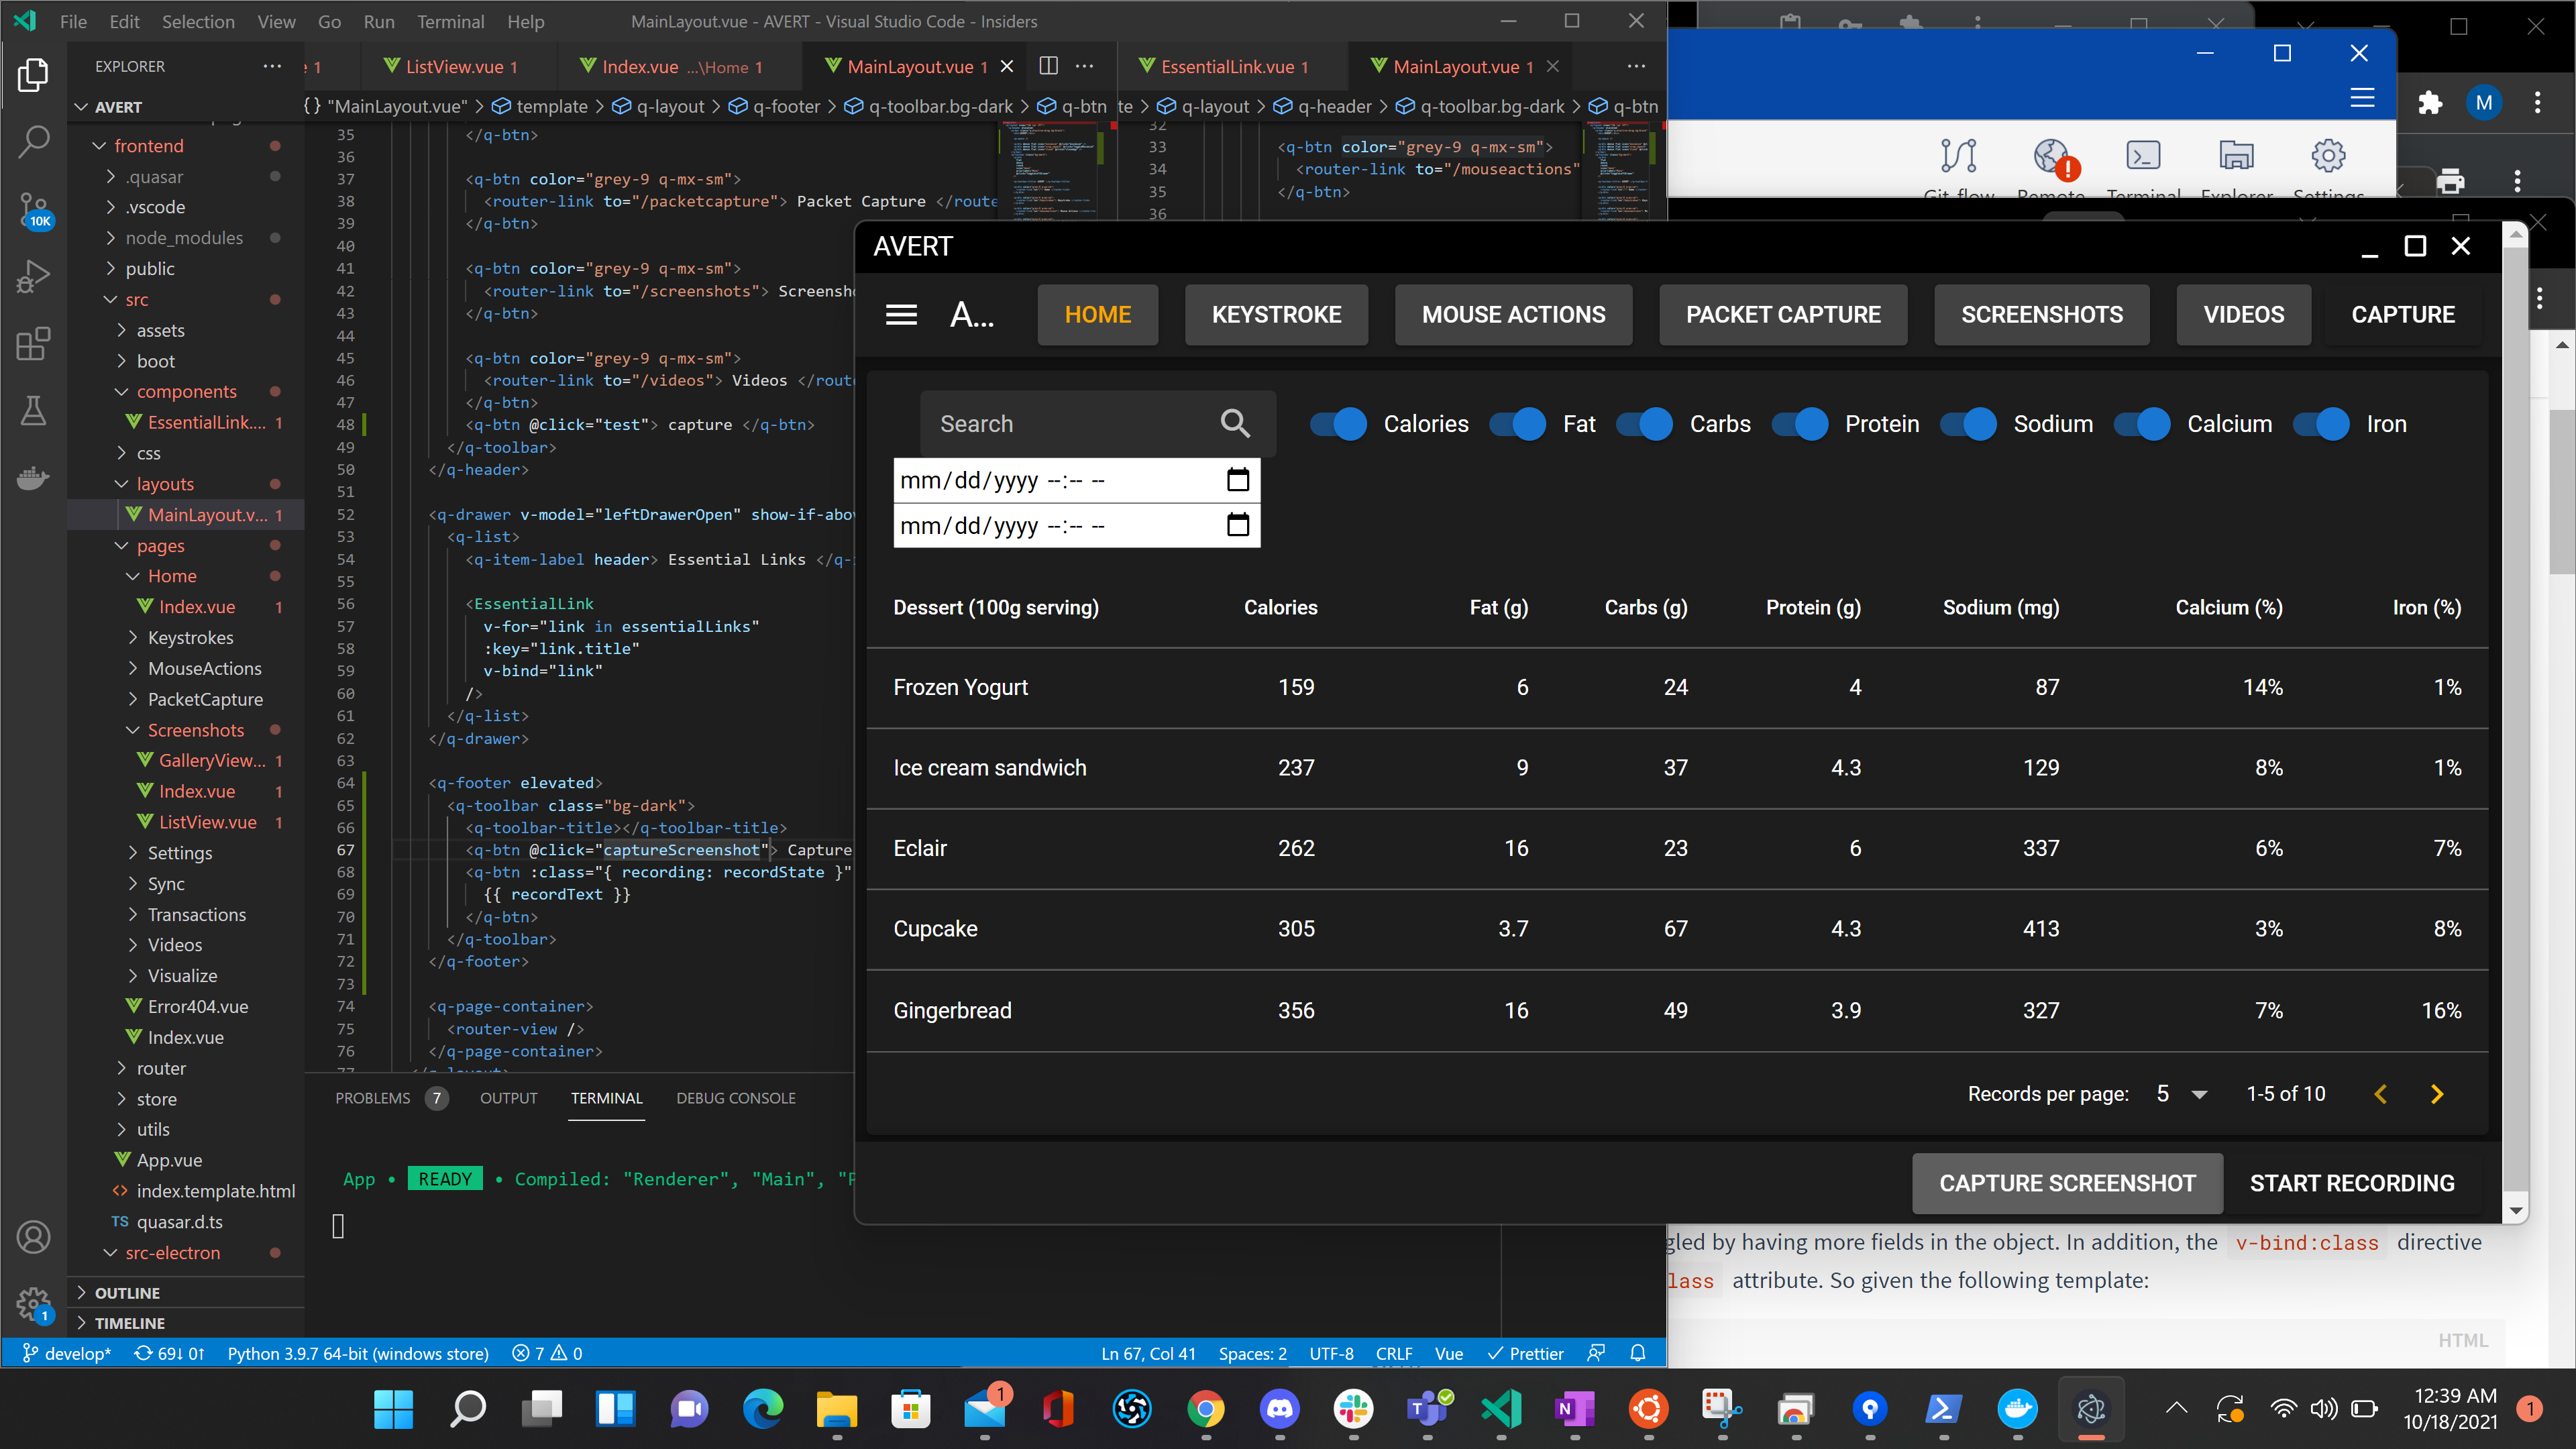 File Edit Selection View Go Run Terminal Help MainLayout.vue - AVERT - Visual Studio Code - Insiders
EXPLORER
AVERT
frontend
.quasar
.vscode
node_modules
public
src
assets
boot
components
EssentialLink.... 1
css
layouts
MainLayout.v... 1
pages
Home
Index.vue 1
Keystrokes
MouseActions
PacketCapture
Screenshots
GalleryView... 1
Index.vue 1
ListView.vue 1
Settings
Sync
Transactions
Videos
Visualize
Error404.vue
Index.vue
router
store
utils
App.vue
index.template.html
TS quasar.d.ts
src-electron
OUTLINE
TIMELINE
10K
1
1 ListView.vue 1 Index.vue ...\Home 1 MainLayout.vue 1
{} "MainLayout.vue" > template > q-layout > q-footer > q-toolbar.bg-dark > q-btn
35 </q-btn>
36
37 <q-btn color="grey-9 q-mx-sm">
38 <router-link to="/packetcapture"> Packet Capture </route
39 </q-btn>
40
41 <q-btn color="grey-9 q-mx-sm">
42 <router-link to="/screenshots"> Screensh
43 </q-btn>
44
45 <q-btn color="grey-9 q-mx-sm">
46 <router-link to="/videos"> Videos </route
47 </q-btn>
48 <q-btn @click="test"> capture </q-btn>
49 </q-toolbar>
50 </q-header>
51
52 <q-drawer v-model="leftDrawerOpen" show-if-abov
53 <q-list>
54 <q-item-label header> Essential Links </q-
55
56 <EssentialLink
57 v-for="link in essentialLinks"
58 :key="link.title"
59 v-bind="link"
60 />
61 </q-list>
62 </q-drawer>
63
64 <q-footer elevated>
65 <q-toolbar class="bg-dark">
66 <q-toolbar-title></q-toolbar-title>
67 <q-btn @click="captureScreenshot"> Capture
68 <q-btn :class="{ recording: recordState }"
69 {{ recordText }}
70 </q-btn>
71 </q-toolbar>
72 </q-footer>
73
74 <q-page-container>
75 <router-view />
76 </q-page-container>
77 </q-layout>
EssentialLink.vue 1 MainLayout.vue 1
te > q-layout > q-header > q-toolbar.bg-dark > q-btn
32
33 <q-btn color="grey-9 q-mx-sm">
34 <router-link to="/mouseactions"
35 </q-btn>
36
PROBLEMS 7 OUTPUT TERMINAL DEBUG CONSOLE
App • READY • Compiled: "Renderer", "Main", "P
develop* 69↓ 0↑ Python 3.9.7 64-bit (windows store) 7 0 Ln 67, Col 41 Spaces: 2 UTF-8 CRLF Vue Prettier
M
Git-flow Remote Terminal Explorer Settings
AVERT
A... HOME KEYSTROKE MOUSE ACTIONS PACKET CAPTURE SCREENSHOTS VIDEOS CAPTURE
Search Calories Fat Carbs Protein Sodium Calcium Iron
mm/dd/yyyy --:-- --
mm/dd/yyyy --:-- --
Dessert (100g serving) Calories Fat (g) Carbs (g) Protein (g) Sodium (mg) Calcium (%) Iron (%)
Frozen Yogurt 159 6 24 4 87 14% 1%
Ice cream sandwich 237 9 37 4.3 129 8% 1%
Eclair 262 16 23 6 337 6% 7%
Cupcake 305 3.7 67 4.3 413 3% 8%
Gingerbread 356 16 49 3.9 327 7% 16%
Records per page: 5 1-5 of 10
CAPTURE SCREENSHOT START RECORDING
gled by having more fields in the object. In addition, the v-bind:class directive
lass attribute. So given the following template:
HTML
1
12:39 AM
10/18/2021
1